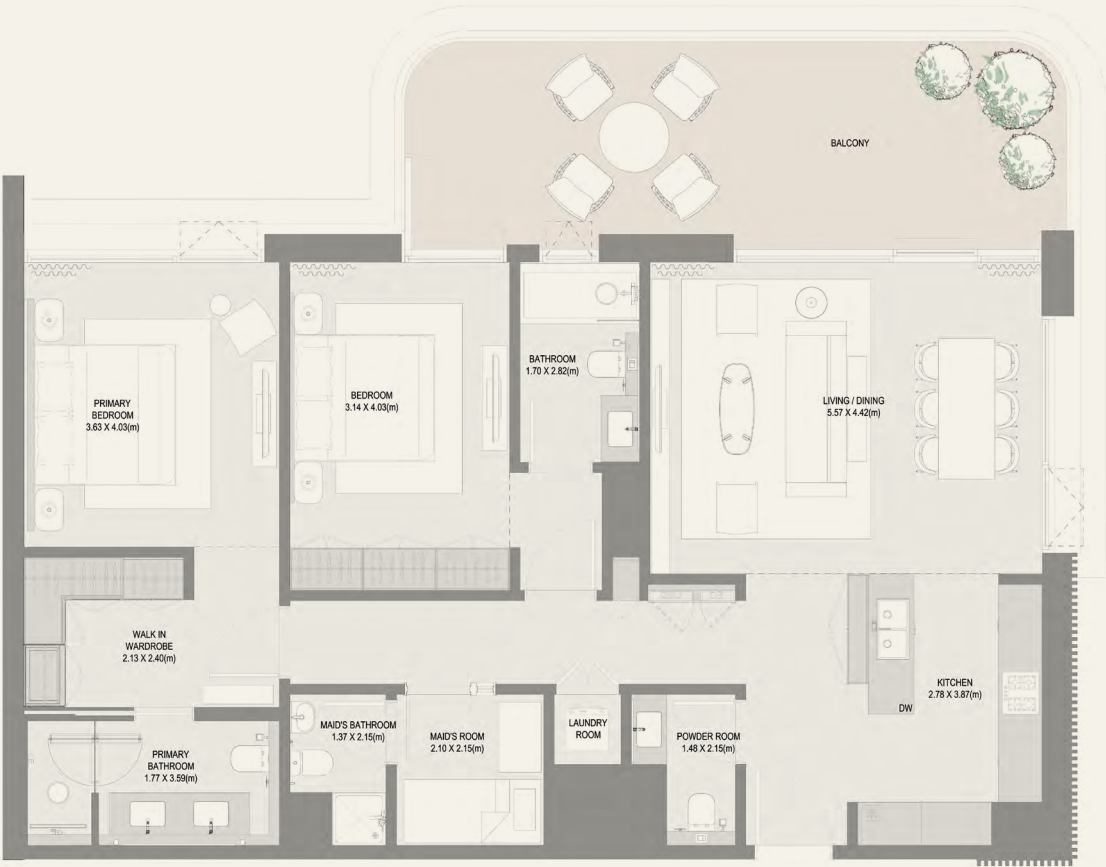 BALCONY
BATHROOM
1.70 X 2.82(m)
PRIMARY
BEDROOM
3.63 X 4.03(m)
BEDROOM
3.14 X 4.03(m)
LIVING / DINING
5.57 X 4.42(m)
WALK IN
WARDROBE
2.13 X 2.40(m)
KITCHEN
2.78 X 3.87(m)
DW
MAID'S BATHROOM
1.37 X 2.15(m)
MAID'S ROOM
2.10 X 2.15(m)
LAUNDRY
ROOM
POWDER ROOM
1.48 X 2.15(m)
PRIMARY
BATHROOM
1.77 X 3.59(m)